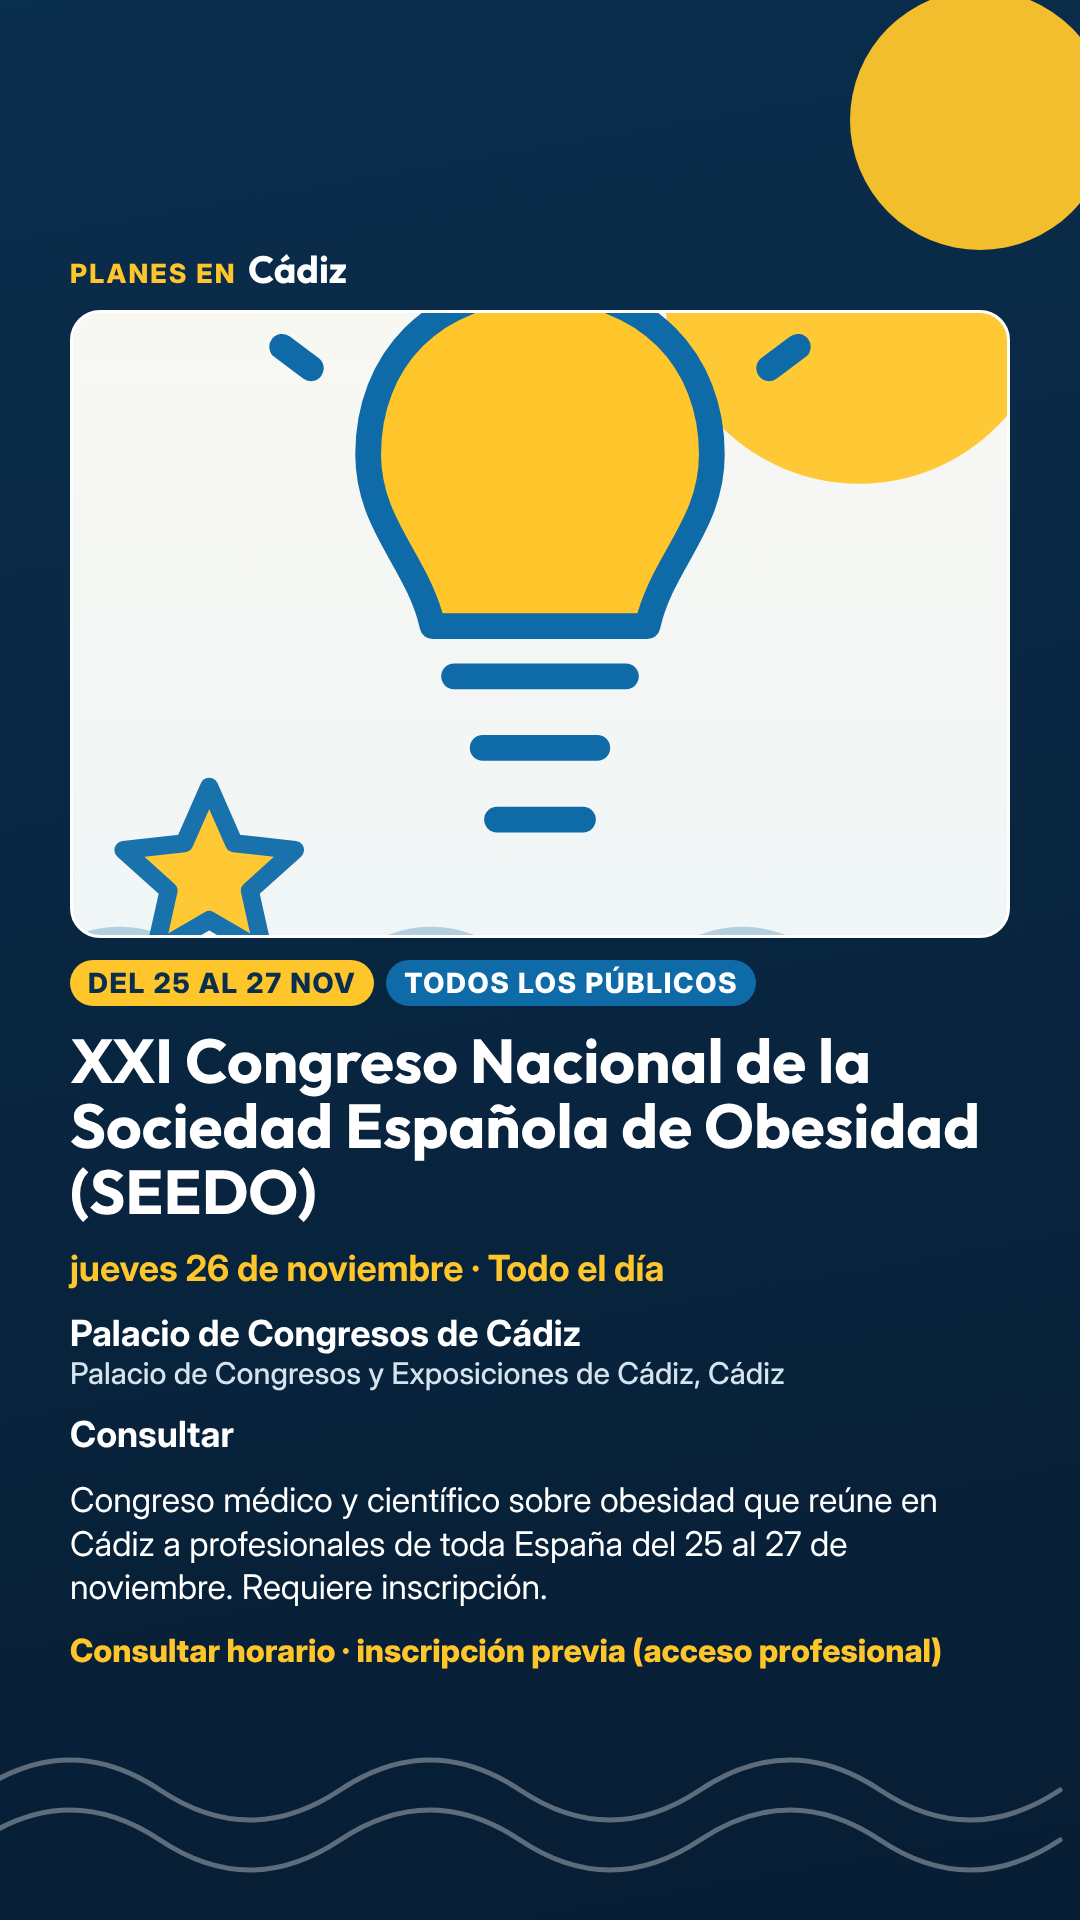 PLANES EN Cádiz
DEL 25 AL 27 NOV
TODOS LOS PÚBLICOS
XXI Congreso Nacional de la
Sociedad Española de Obesidad
(SEEDO)
jueves 26 de noviembre · Todo el día
Palacio de Congresos de Cádiz
Palacio de Congresos y Exposiciones de Cádiz, Cádiz
Consultar
Congreso médico y científico sobre obesidad que reúne en
Cádiz a profesionales de toda España del 25 al 27 de
noviembre. Requiere inscripción.
Consultar horario · inscripción previa (acceso profesional)